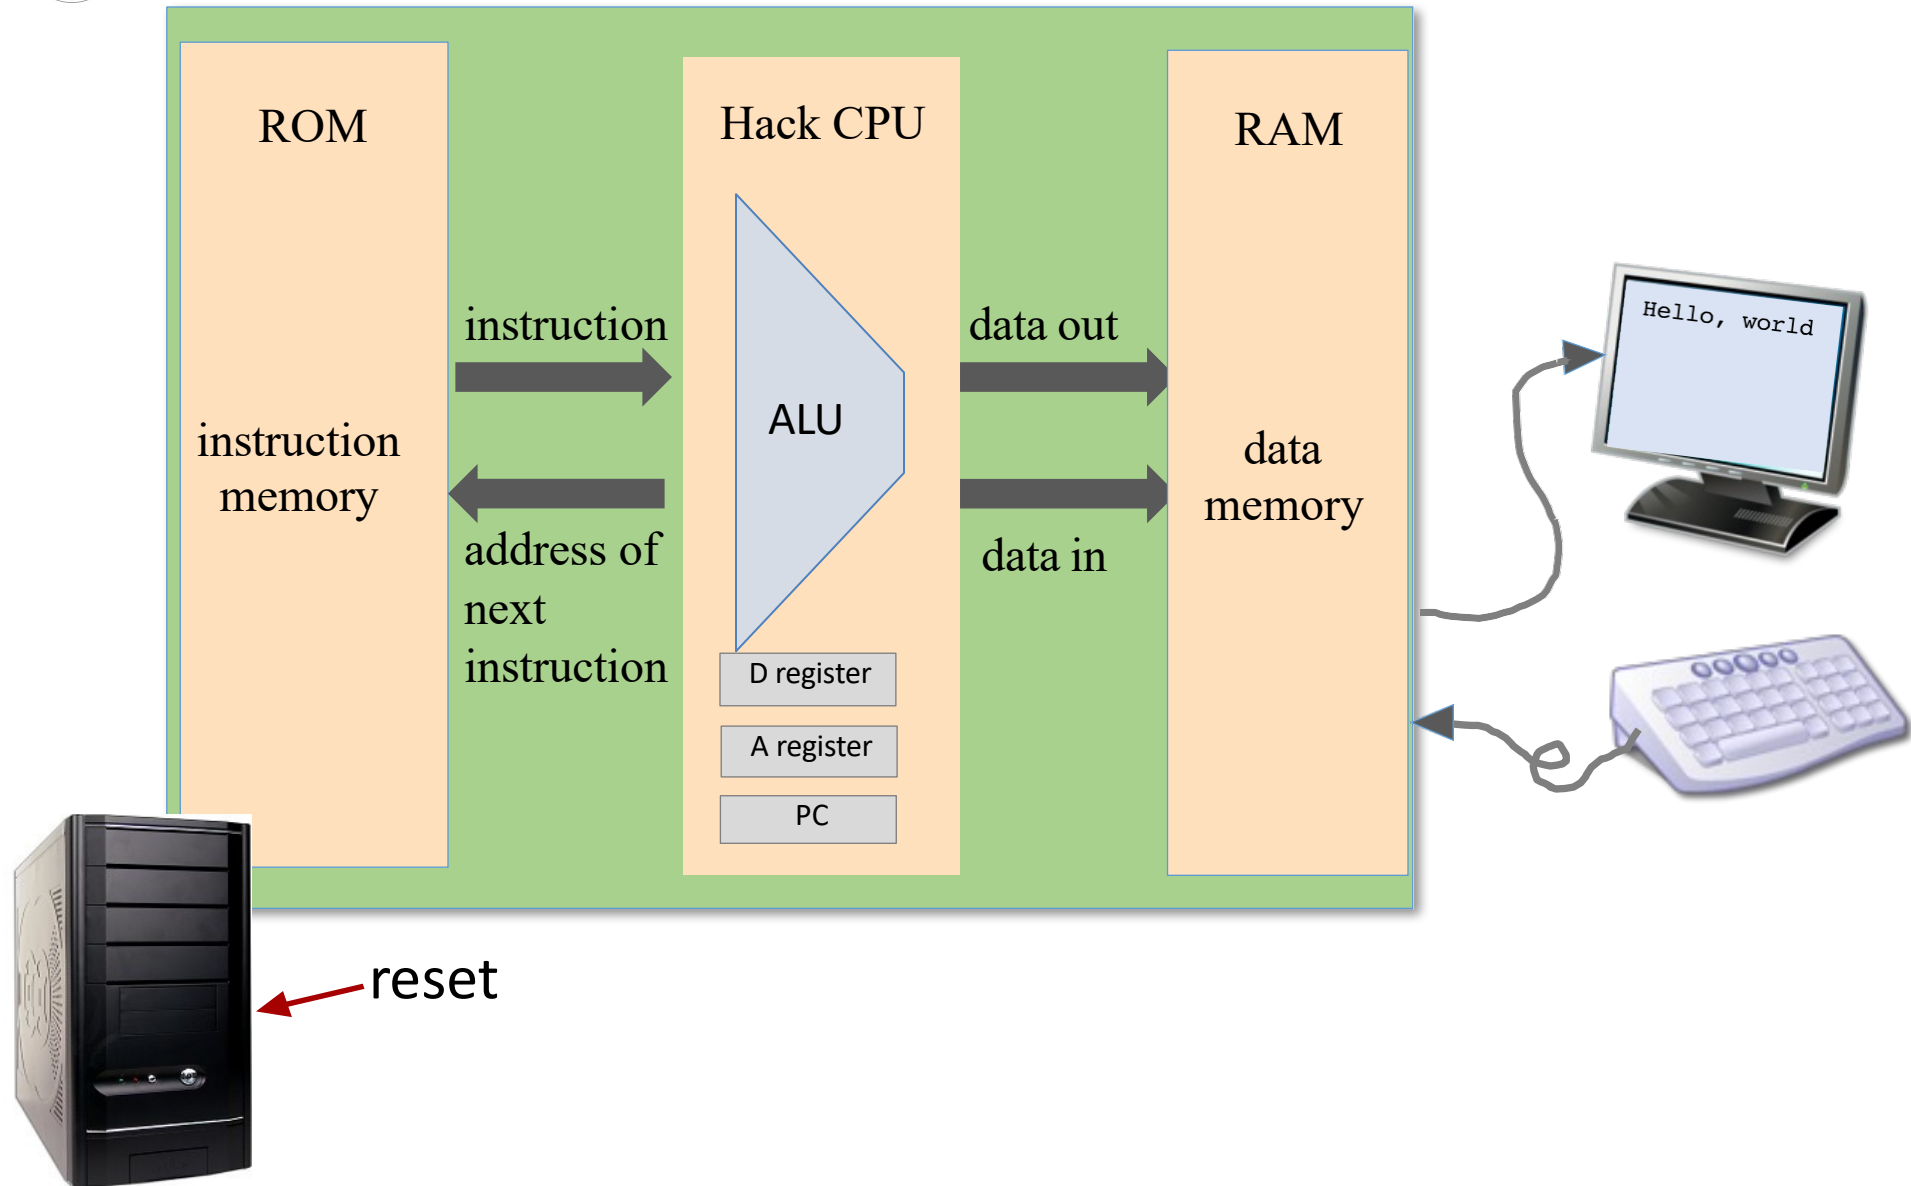 ROM
Hack CPU
RAM
instruction
data out
ALU
instruction
memory
data
memory
address of
next
instruction
data in
D register
A register
PC
Hello, world
reset